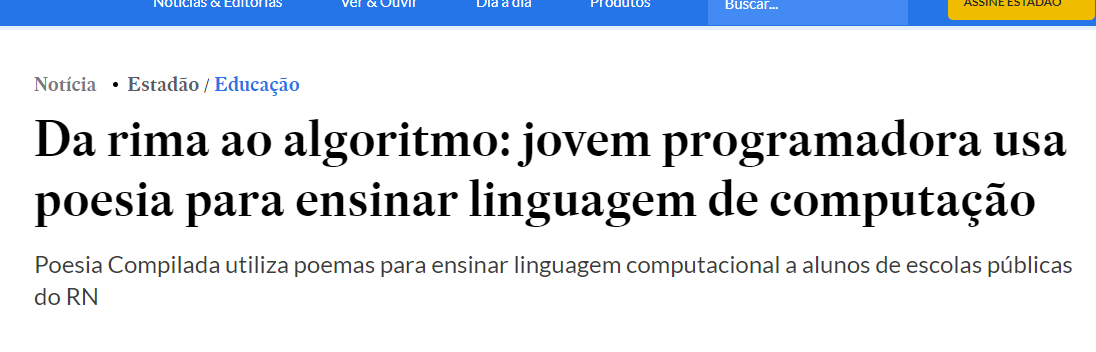 Notícias & Editorias Ver & Ouvir Dia a dia Produtos Buscar... ASSINE ESTADÃO
Notícia • Estadão / Educação
Da rima ao algoritmo: jovem programadora usa
poesia para ensinar linguagem de computação
Poesia Compilada utiliza poemas para ensinar linguagem computacional a alunos de escolas públicas
do RN